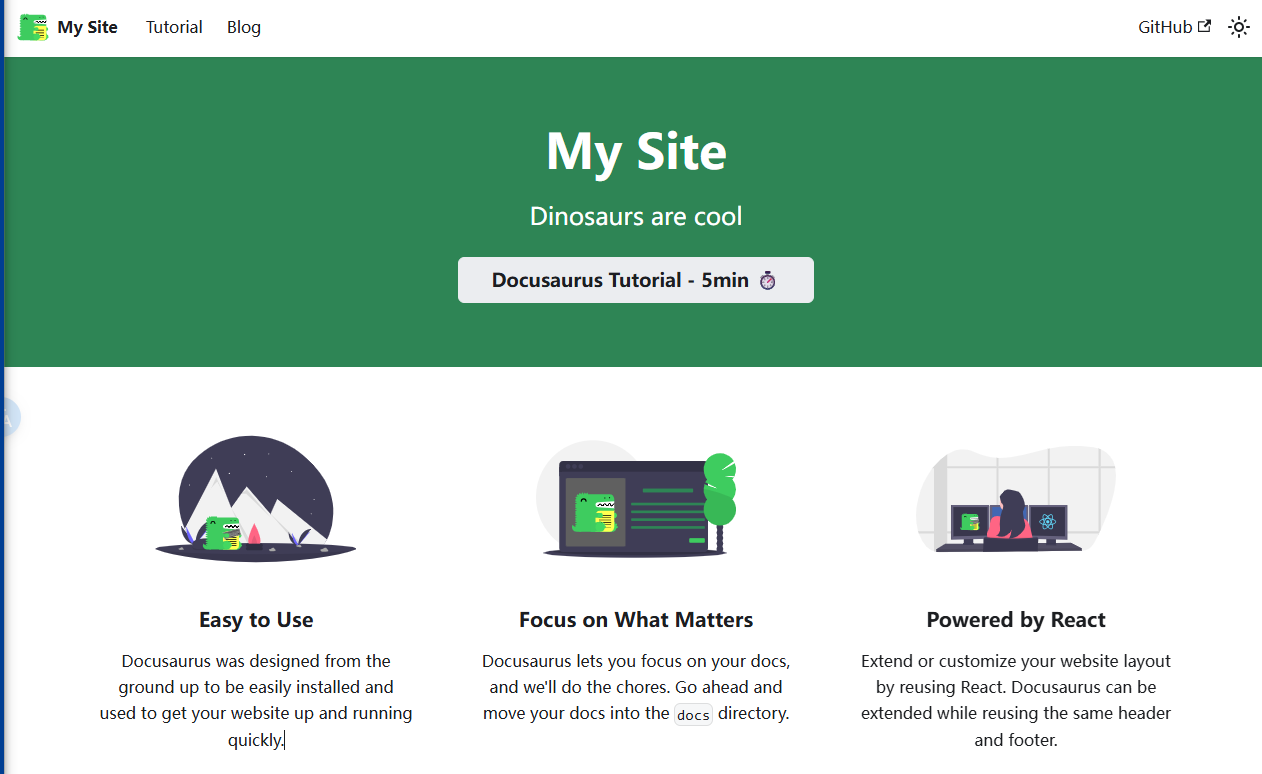 My Site Tutorial Blog GitHub
My Site
Dinosaurs are cool
Docusaurus Tutorial - 5min ⏱️
A
Easy to Use
Docusaurus was designed from the
ground up to be easily installed and
used to get your website up and running
quickly.
Focus on What Matters
Docusaurus lets you focus on your docs,
and we'll do the chores. Go ahead and
move your docs into the docs directory.
Powered by React
Extend or customize your website layout
by reusing React. Docusaurus can be
extended while reusing the same header
and footer.